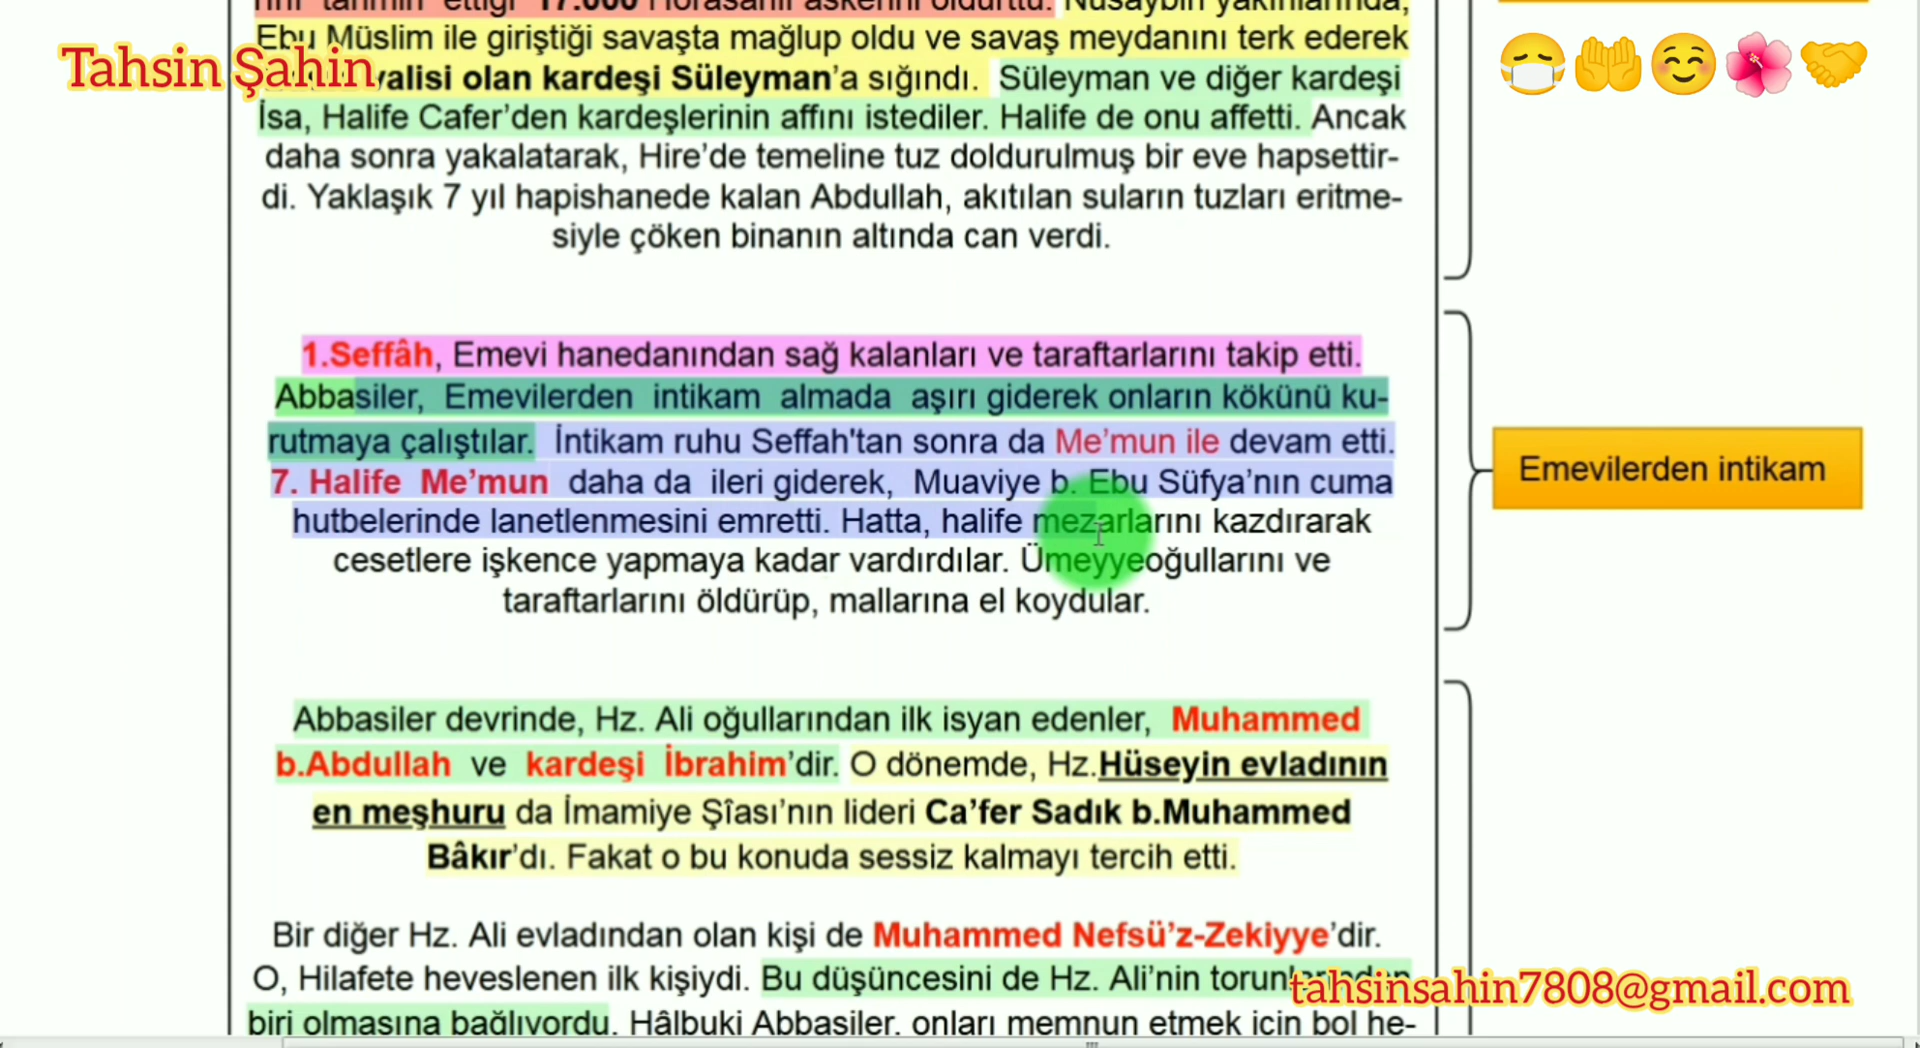 17.000 Horasanlı askerini öldürttü. Nusaybin yakınlarında,
Ebu Müslim ile giriştiği savaşta mağlup oldu ve savaş meydanını terk ederek
valisi olan kardeşi Süleyman’a sığındı. Süleyman ve diğer kardeşi
İsa, Halife Cafer’den kardeşlerinin affını istediler. Halife de onu affetti. Ancak
daha sonra yakalatarak, Hire’de temeline tuz doldurulmuş bir eve hapsettir-
di. Yaklaşık 7 yıl hapishanede kalan Abdullah, akıtılan suların tuzları eritme-
siyle çöken binanın altında can verdi.
Tahsin Şahin
1.Seffâh, Emevi hanedanından sağ kalanları ve taraftarlarını takip etti.
Abbasiler, Emevilerden intikam almada aşırı giderek onların kökünü ku-
rutmaya çalıştılar. İntikam ruhu Seffah'tan sonra da Me’mun ile devam etti.
7. Halife Me’mun daha da ileri giderek, Muaviye b. Ebu Süfya’nın cuma
hutbelerinde lanetlenmesini emretti. Hatta, halife mezarlarını kazdırarak
cesetlere işkence yapmaya kadar vardırdılar. Ümeyyeoğullarını ve
taraftarlarını öldürüp, mallarına el koydular.
Emevilerden intikam
Abbasiler devrinde, Hz. Ali oğullarından ilk isyan edenler, Muhammed
b.Abdullah ve kardeşi İbrahim’dir. O dönemde, Hz.Hüseyin evladının
en meşhuru da İmamiye Şîası’nın lideri Ca’fer Sadık b.Muhammed
Bâkır’dı. Fakat o bu konuda sessiz kalmayı tercih etti.
Bir diğer Hz. Ali evladından olan kişi de Muhammed Nefsü’z-Zekiyye’dir.
O, Hilafete heveslenen ilk kişiydi. Bu düşüncesini de Hz. Ali’nin torunlarından
biri olmasına bağlıyordu. Hâlbuki Abbasiler, onları memnun etmek için bol he-
tahsinsahin7808@gmail.com